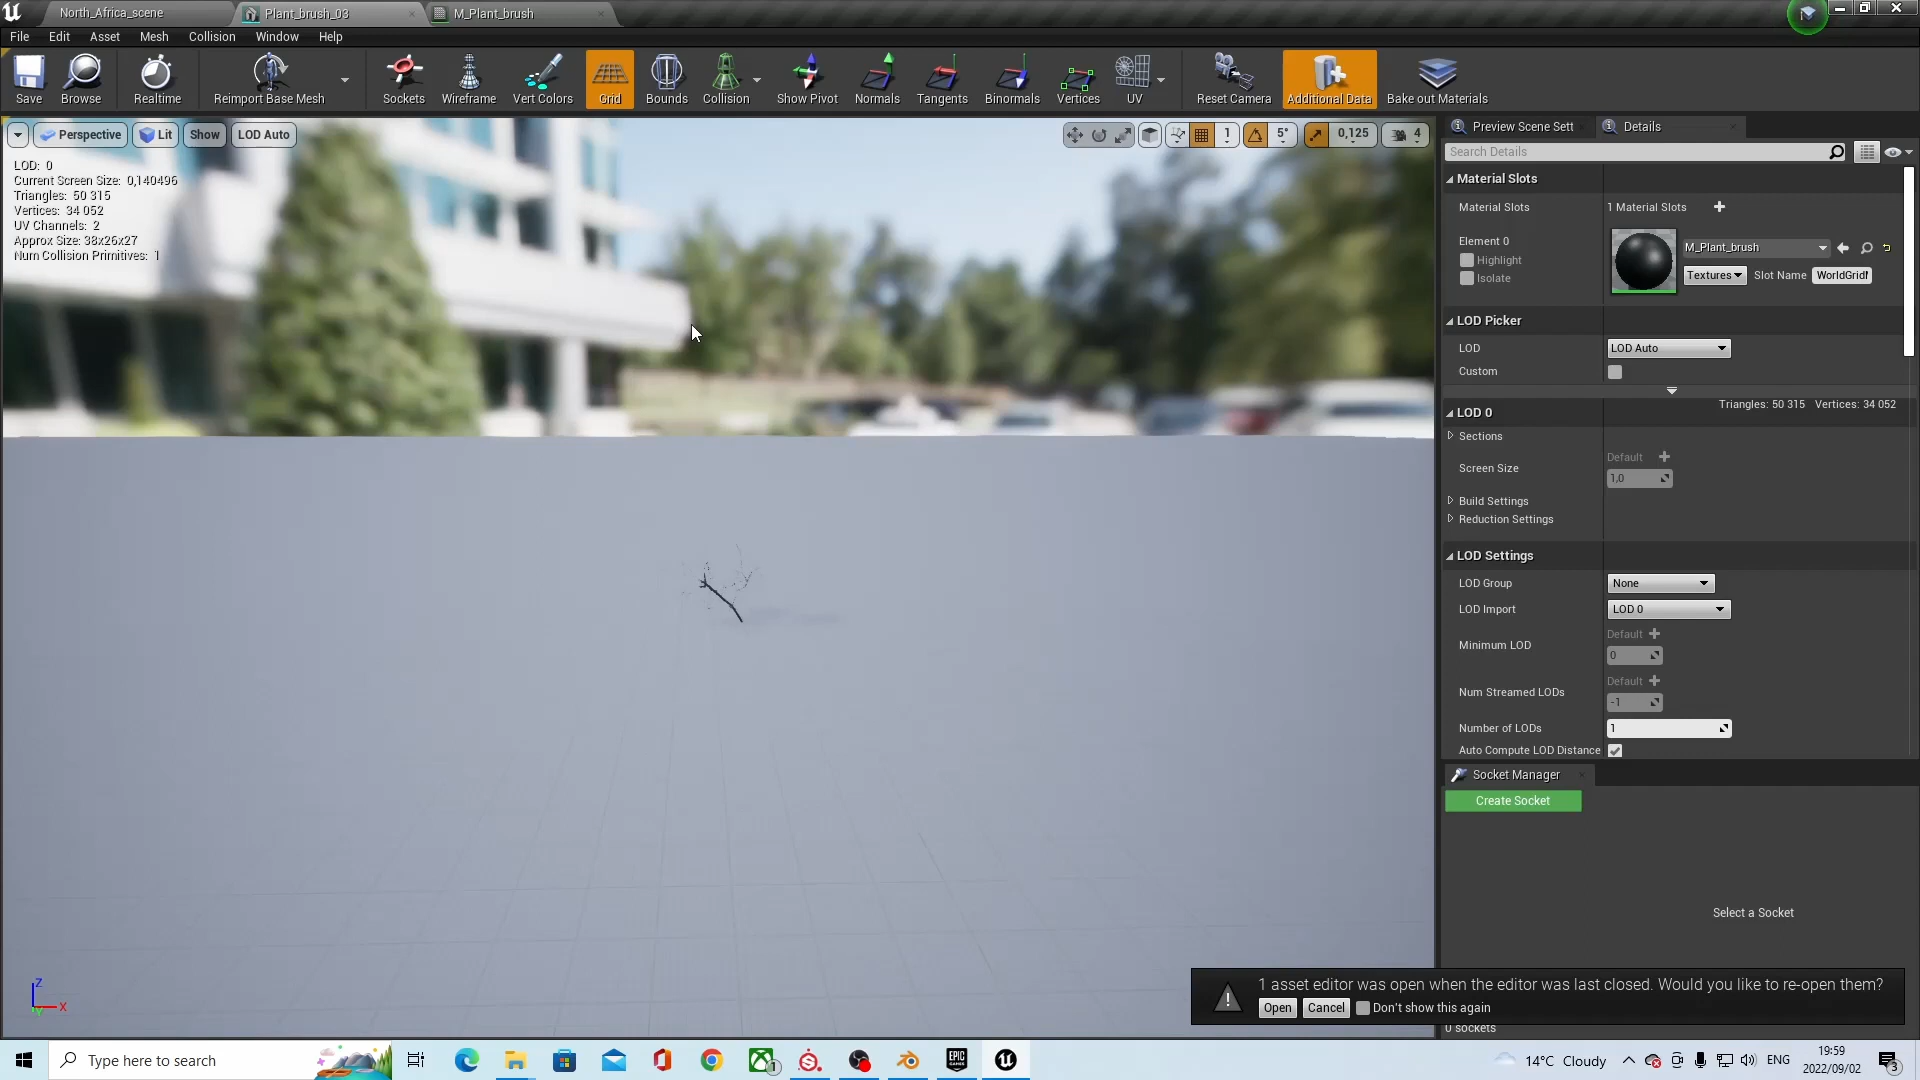 North_Africa_scene
Plant_brush_03
M_Plant_brush
File Edit Asset Mesh Collision Window Help
Save Browse Realtime Reimport Base Mesh Sockets Wireframe Vert Colors Grid Bounds Collision Show Pivot Normals Tangents Binormals Vertices UV Reset Camera Additional Data Bake out Materials
Perspective Lit Show LOD Auto
1 5° 0,125 4
LOD: 0
Current Screen Size: 0,140496
Triangles: 50 315
Vertices: 34 052
UV Channels: 2
Approx Size: 38x26x27
Num Collision Primitives: 1
Z
X
Preview Scene Sett
Details
Search Details
Material Slots
Material Slots 1 Material Slots
Element 0
Highlight
Isolate
M_Plant_brush
Textures Slot Name WorldGridM
LOD Picker
LOD LOD Auto
Custom
LOD 0 Triangles: 50 315 Vertices: 34 052
Sections
Screen Size Default
1,0
Build Settings
Reduction Settings
LOD Settings
LOD Group None
LOD Import LOD 0
Minimum LOD Default
0
Num Streamed LODs Default
-1
Number of LODs 1
Auto Compute LOD Distance
Socket Manager
Create Socket
Select a Socket
1 asset editor was open when the editor was last closed. Would you like to re-open them?
Open Cancel Don't show this again
0 sockets
Type here to search
EPIC GAMES
14°C Cloudy
ENG
19:59
2022/09/02
3